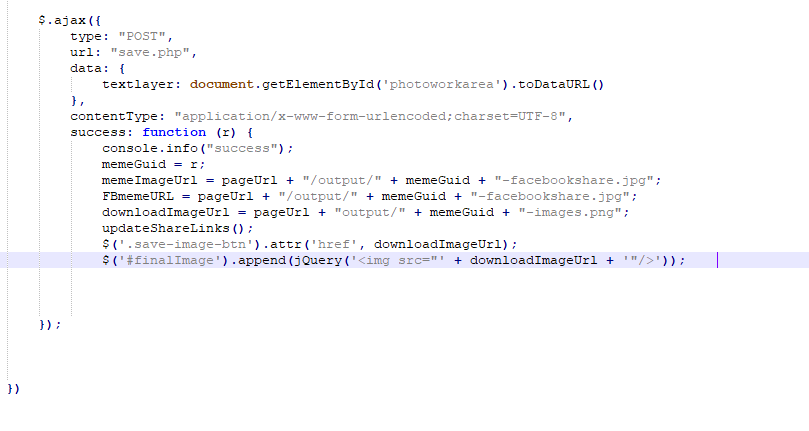 $.ajax({
type: "POST",
url: "save.php",
data: {
textlayer: document.getElementById('photoworkarea').toDataURL()
},
contentType: "application/x-www-form-urlencoded;charset=UTF-8",
success: function (r) {
console.info("success");
memeGuid = r;
memeImageUrl = pageUrl + "/output/" + memeGuid + "-facebookshare.jpg";
FBmemeURL = pageUrl + "/output/" + memeGuid + "-facebookshare.jpg";
downloadImageUrl = pageUrl + "output/" + memeGuid + "-images.png";
updateShareLinks();
$('.save-image-btn').attr('href', downloadImageUrl);
$('#finalImage').append(jQuery('<img src="' + downloadImageUrl + '"/>'));
});
})